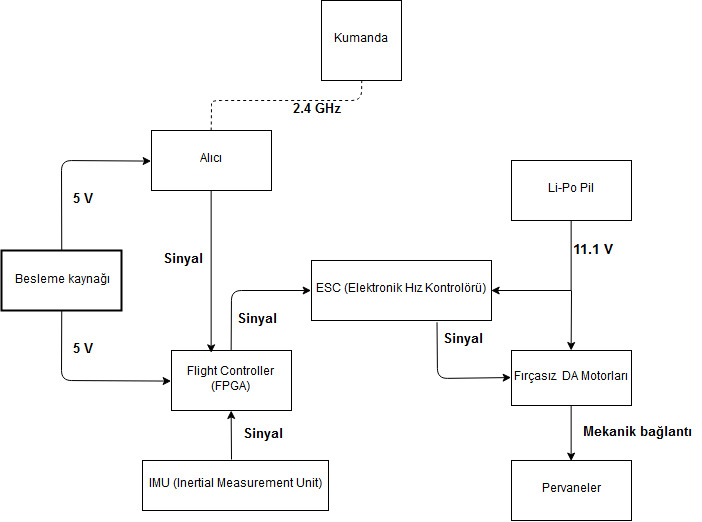 Kumanda
2.4 GHz
Alıcı
Li-Po Pil
5 V
11.1 V
Sinyal
Besleme kaynağı
ESC (Elektronik Hız Kontrolörü)
Sinyal
Sinyal
5 V
Flight Controller
(FPGA)
Fırçasız DA Motorları
Sinyal
Mekanik bağlantı
IMU (Inertial Measurement Unit)
Pervaneler